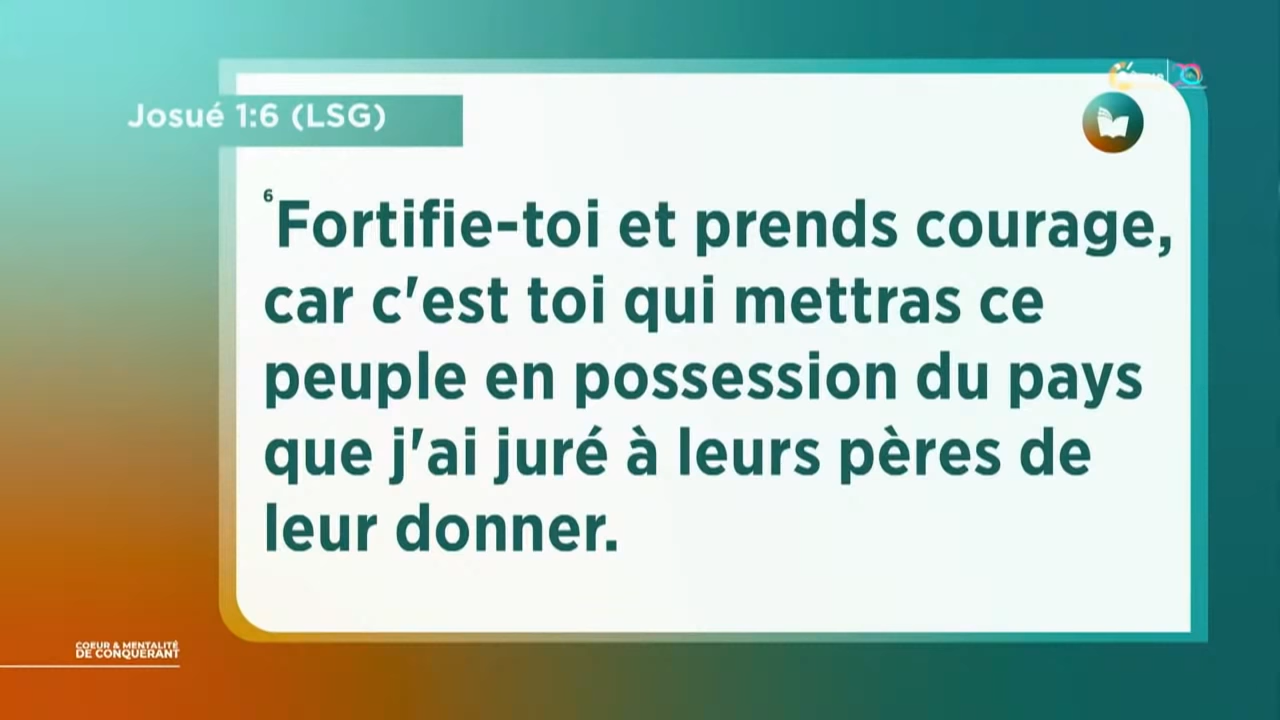 Josué 1:6 (LSG)
6 Fortifie-toi et prends courage,
car c'est toi qui mettras ce
peuple en possession du pays
que j'ai juré à leurs pères de
leur donner.
COEUR & MENTALITÉ
DE CONQUERANT